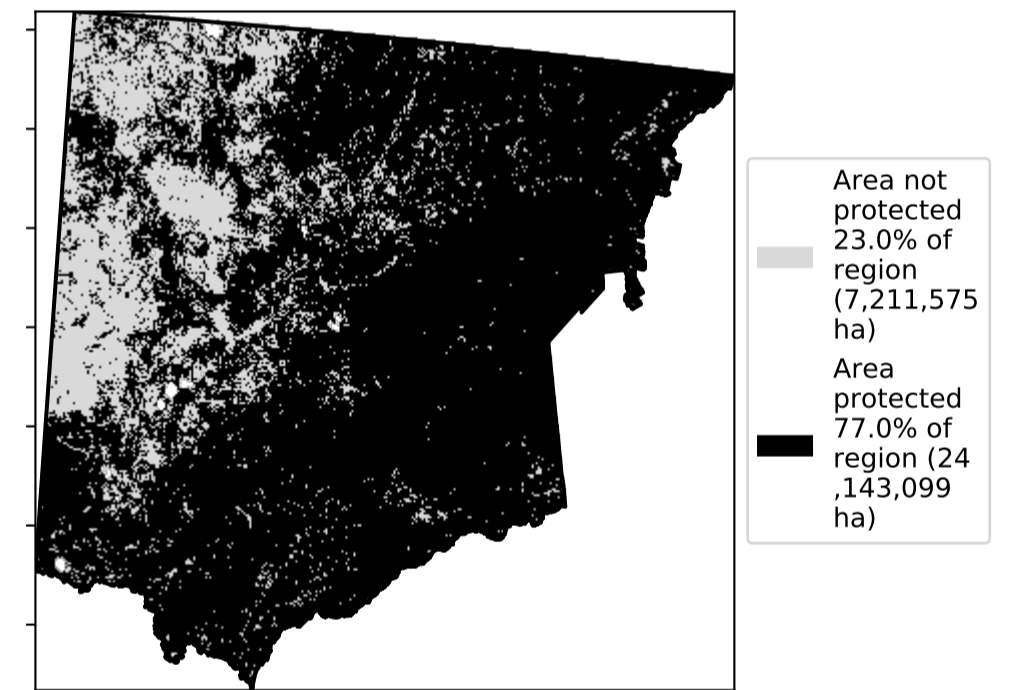 Area not
protected
23.0% of
region
(7,211,575
ha)
Area
protected
77.0% of
region (24
,143,099
ha)